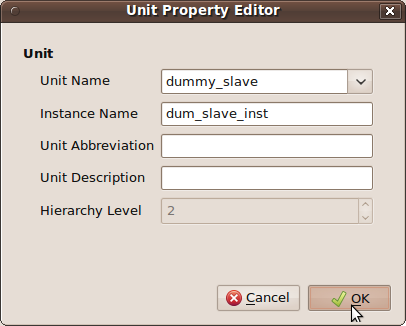 Unit Property Editor
Unit
Unit Name dummy_slave
Instance Name dum_slave_inst
Unit Abbreviation
Unit Description
Hierarchy Level 2
Cancel OK